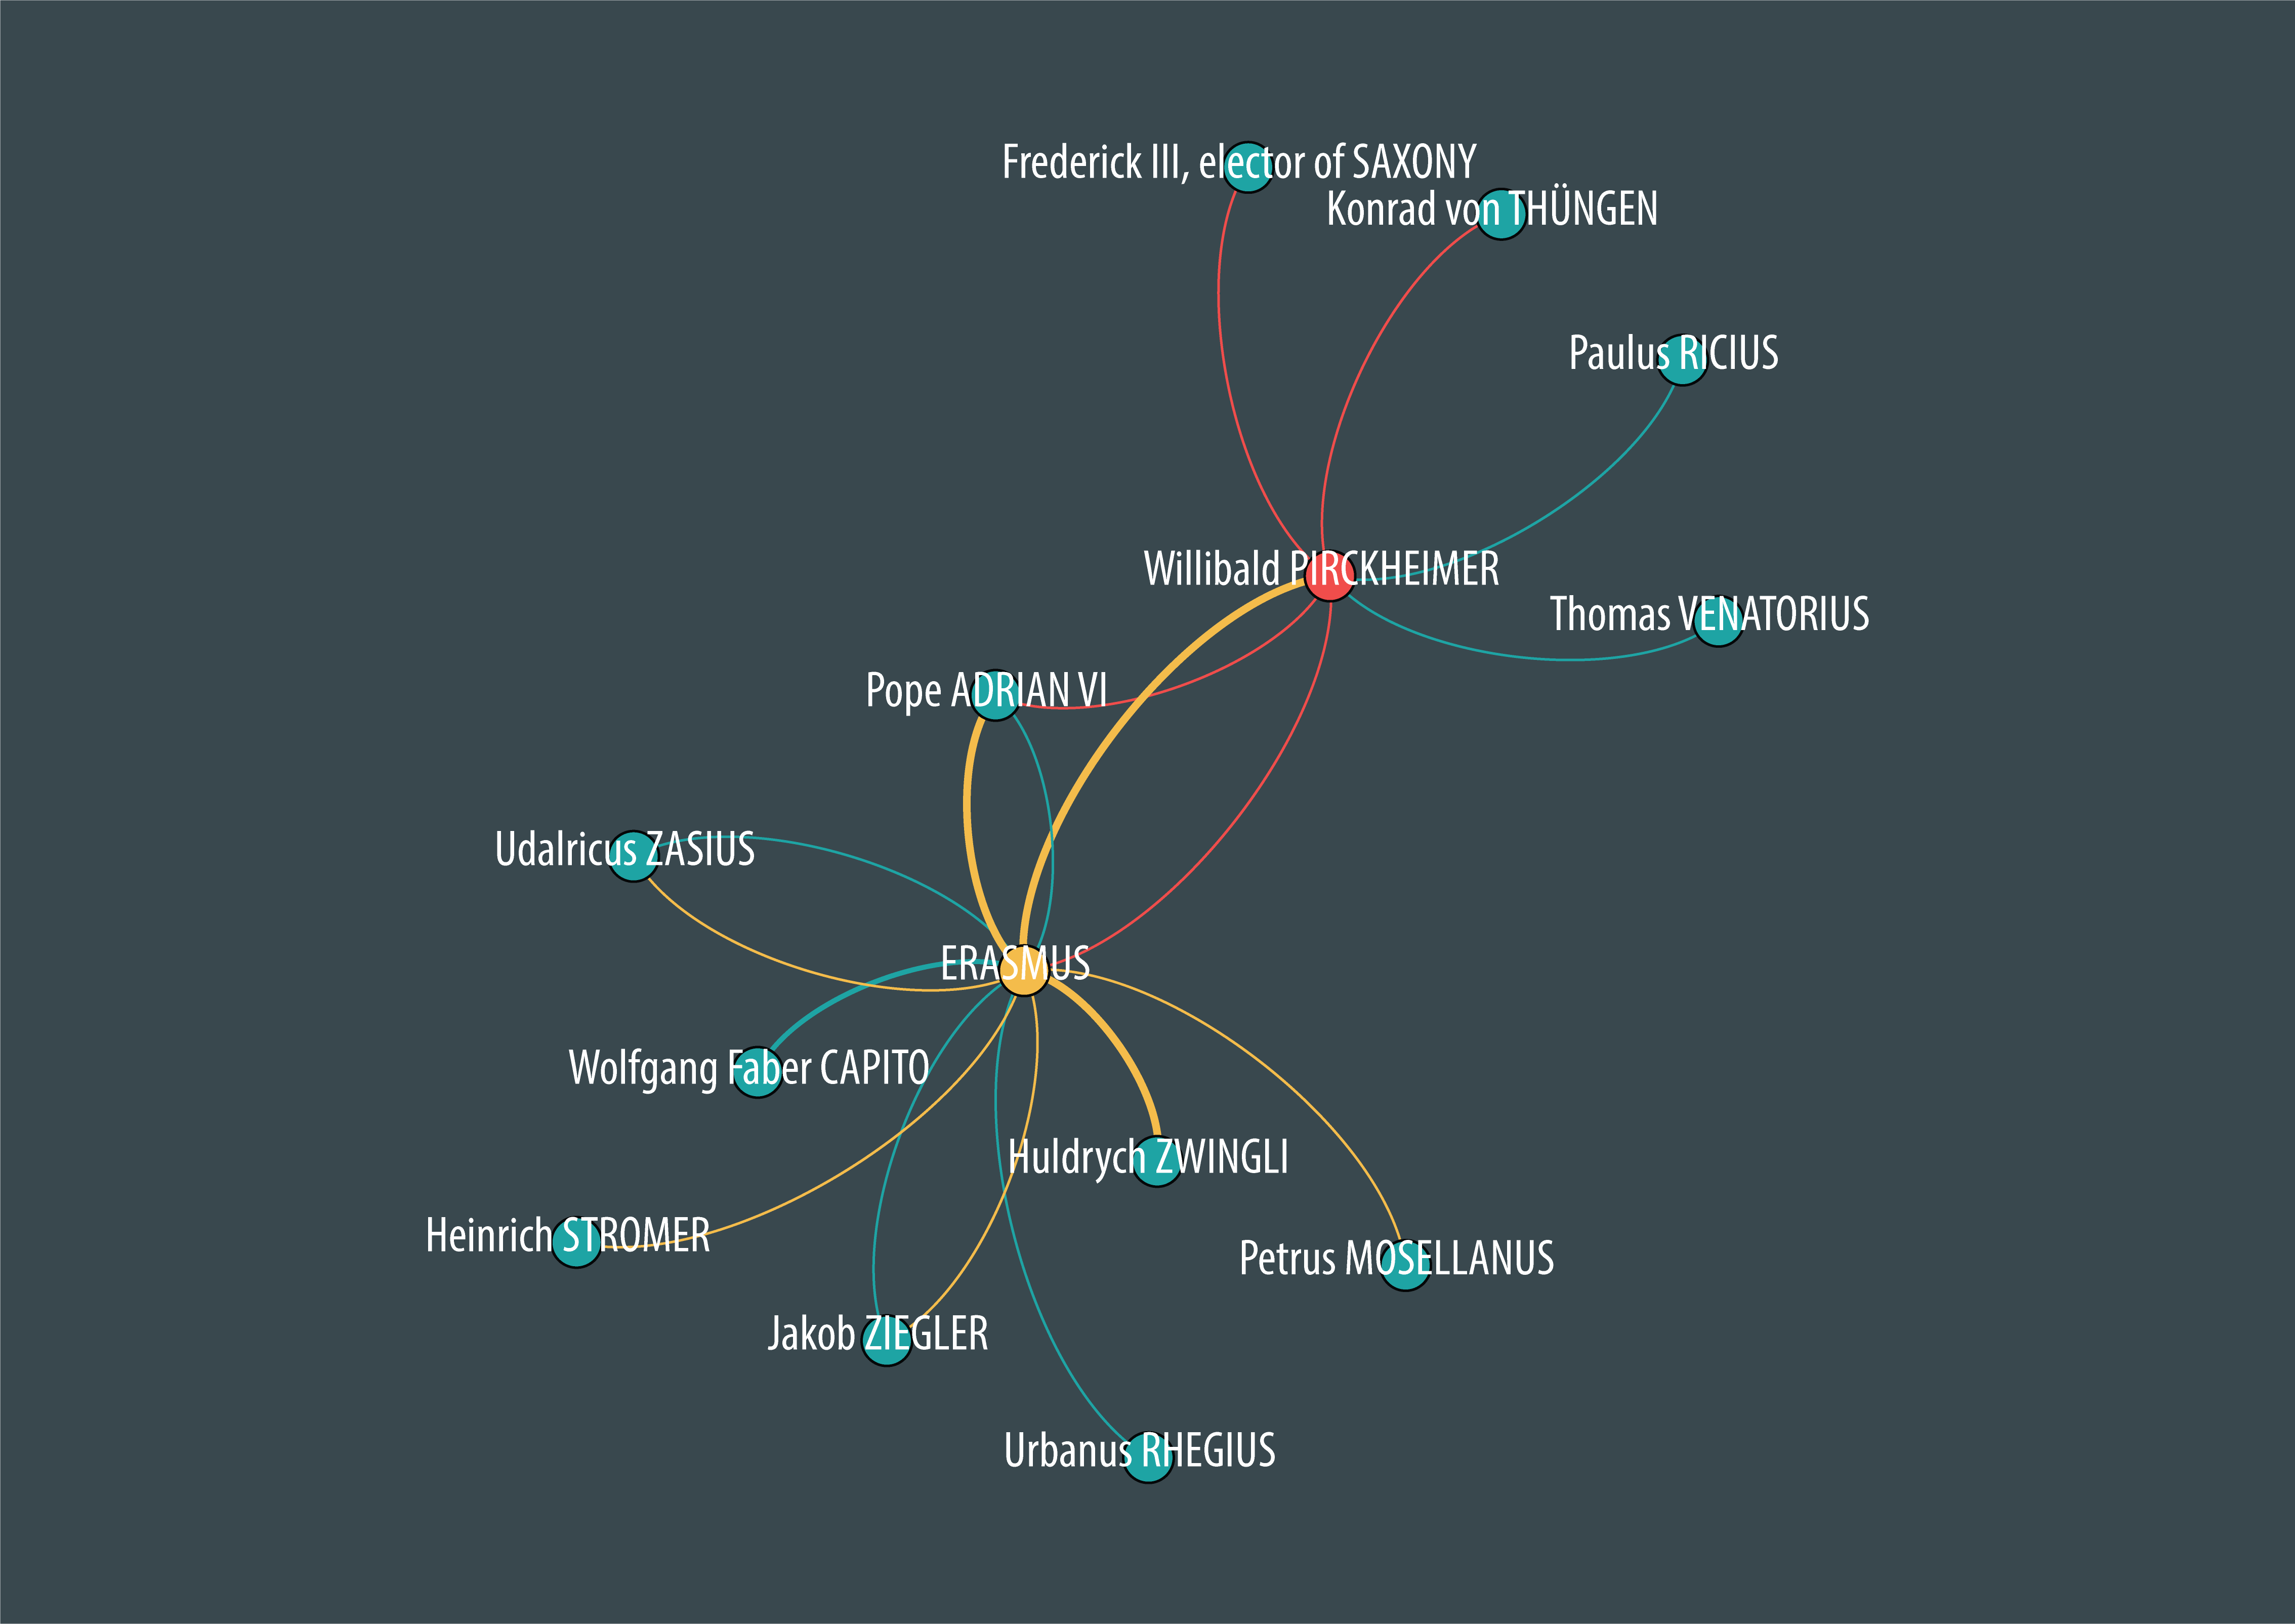 Frederick III, elector of SAXONY
Konrad von THÜNGEN
Paulus RICIUS
Willibald PIRCKHEIMER
Thomas VENATORIUS
Pope ADRIAN VI
Udalricus ZASIUS
ERASMUS
Wolfgang Faber CAPITO
Huldrych ZWINGLI
Heinrich STROMER
Petrus MOSELLANUS
Jakob ZIEGLER
Urbanus RHEGIUS